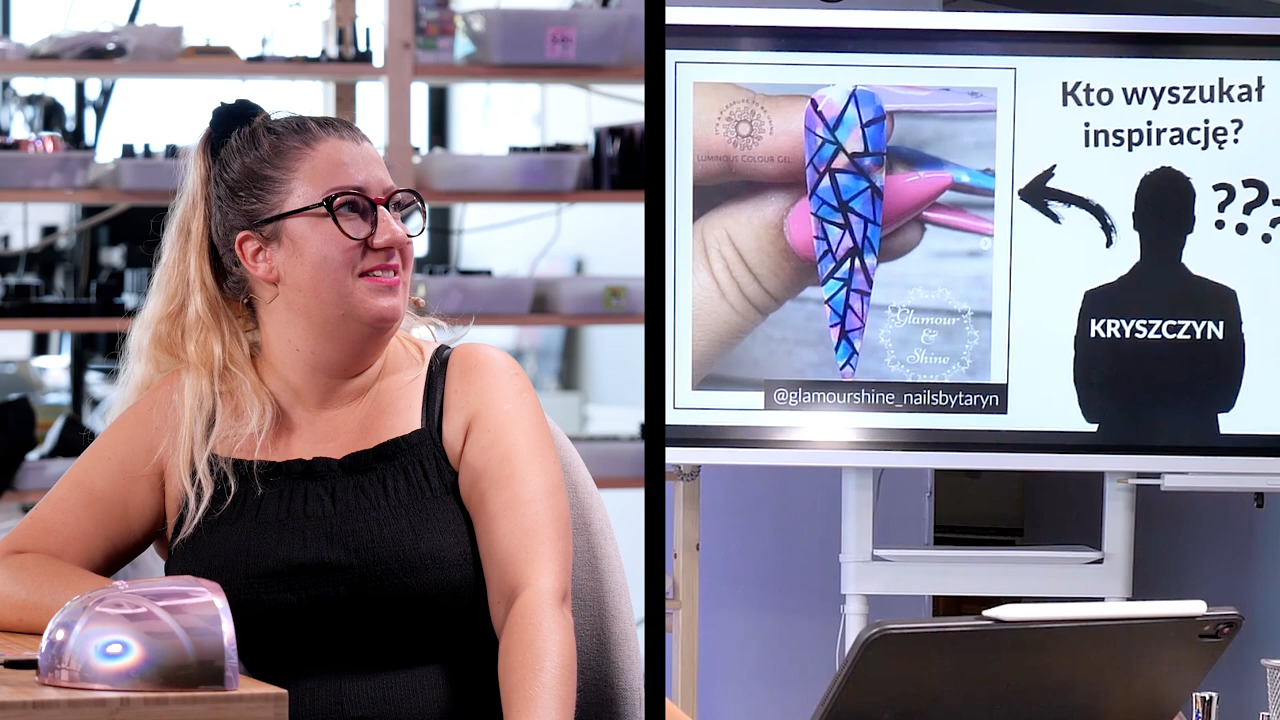 Kto wyszukał
inspirację?
LUMINOUS COLOUR GEL
Glamour
&
Shine
@glamourshine_nailsbytaryn
???
KRYSZCZYN